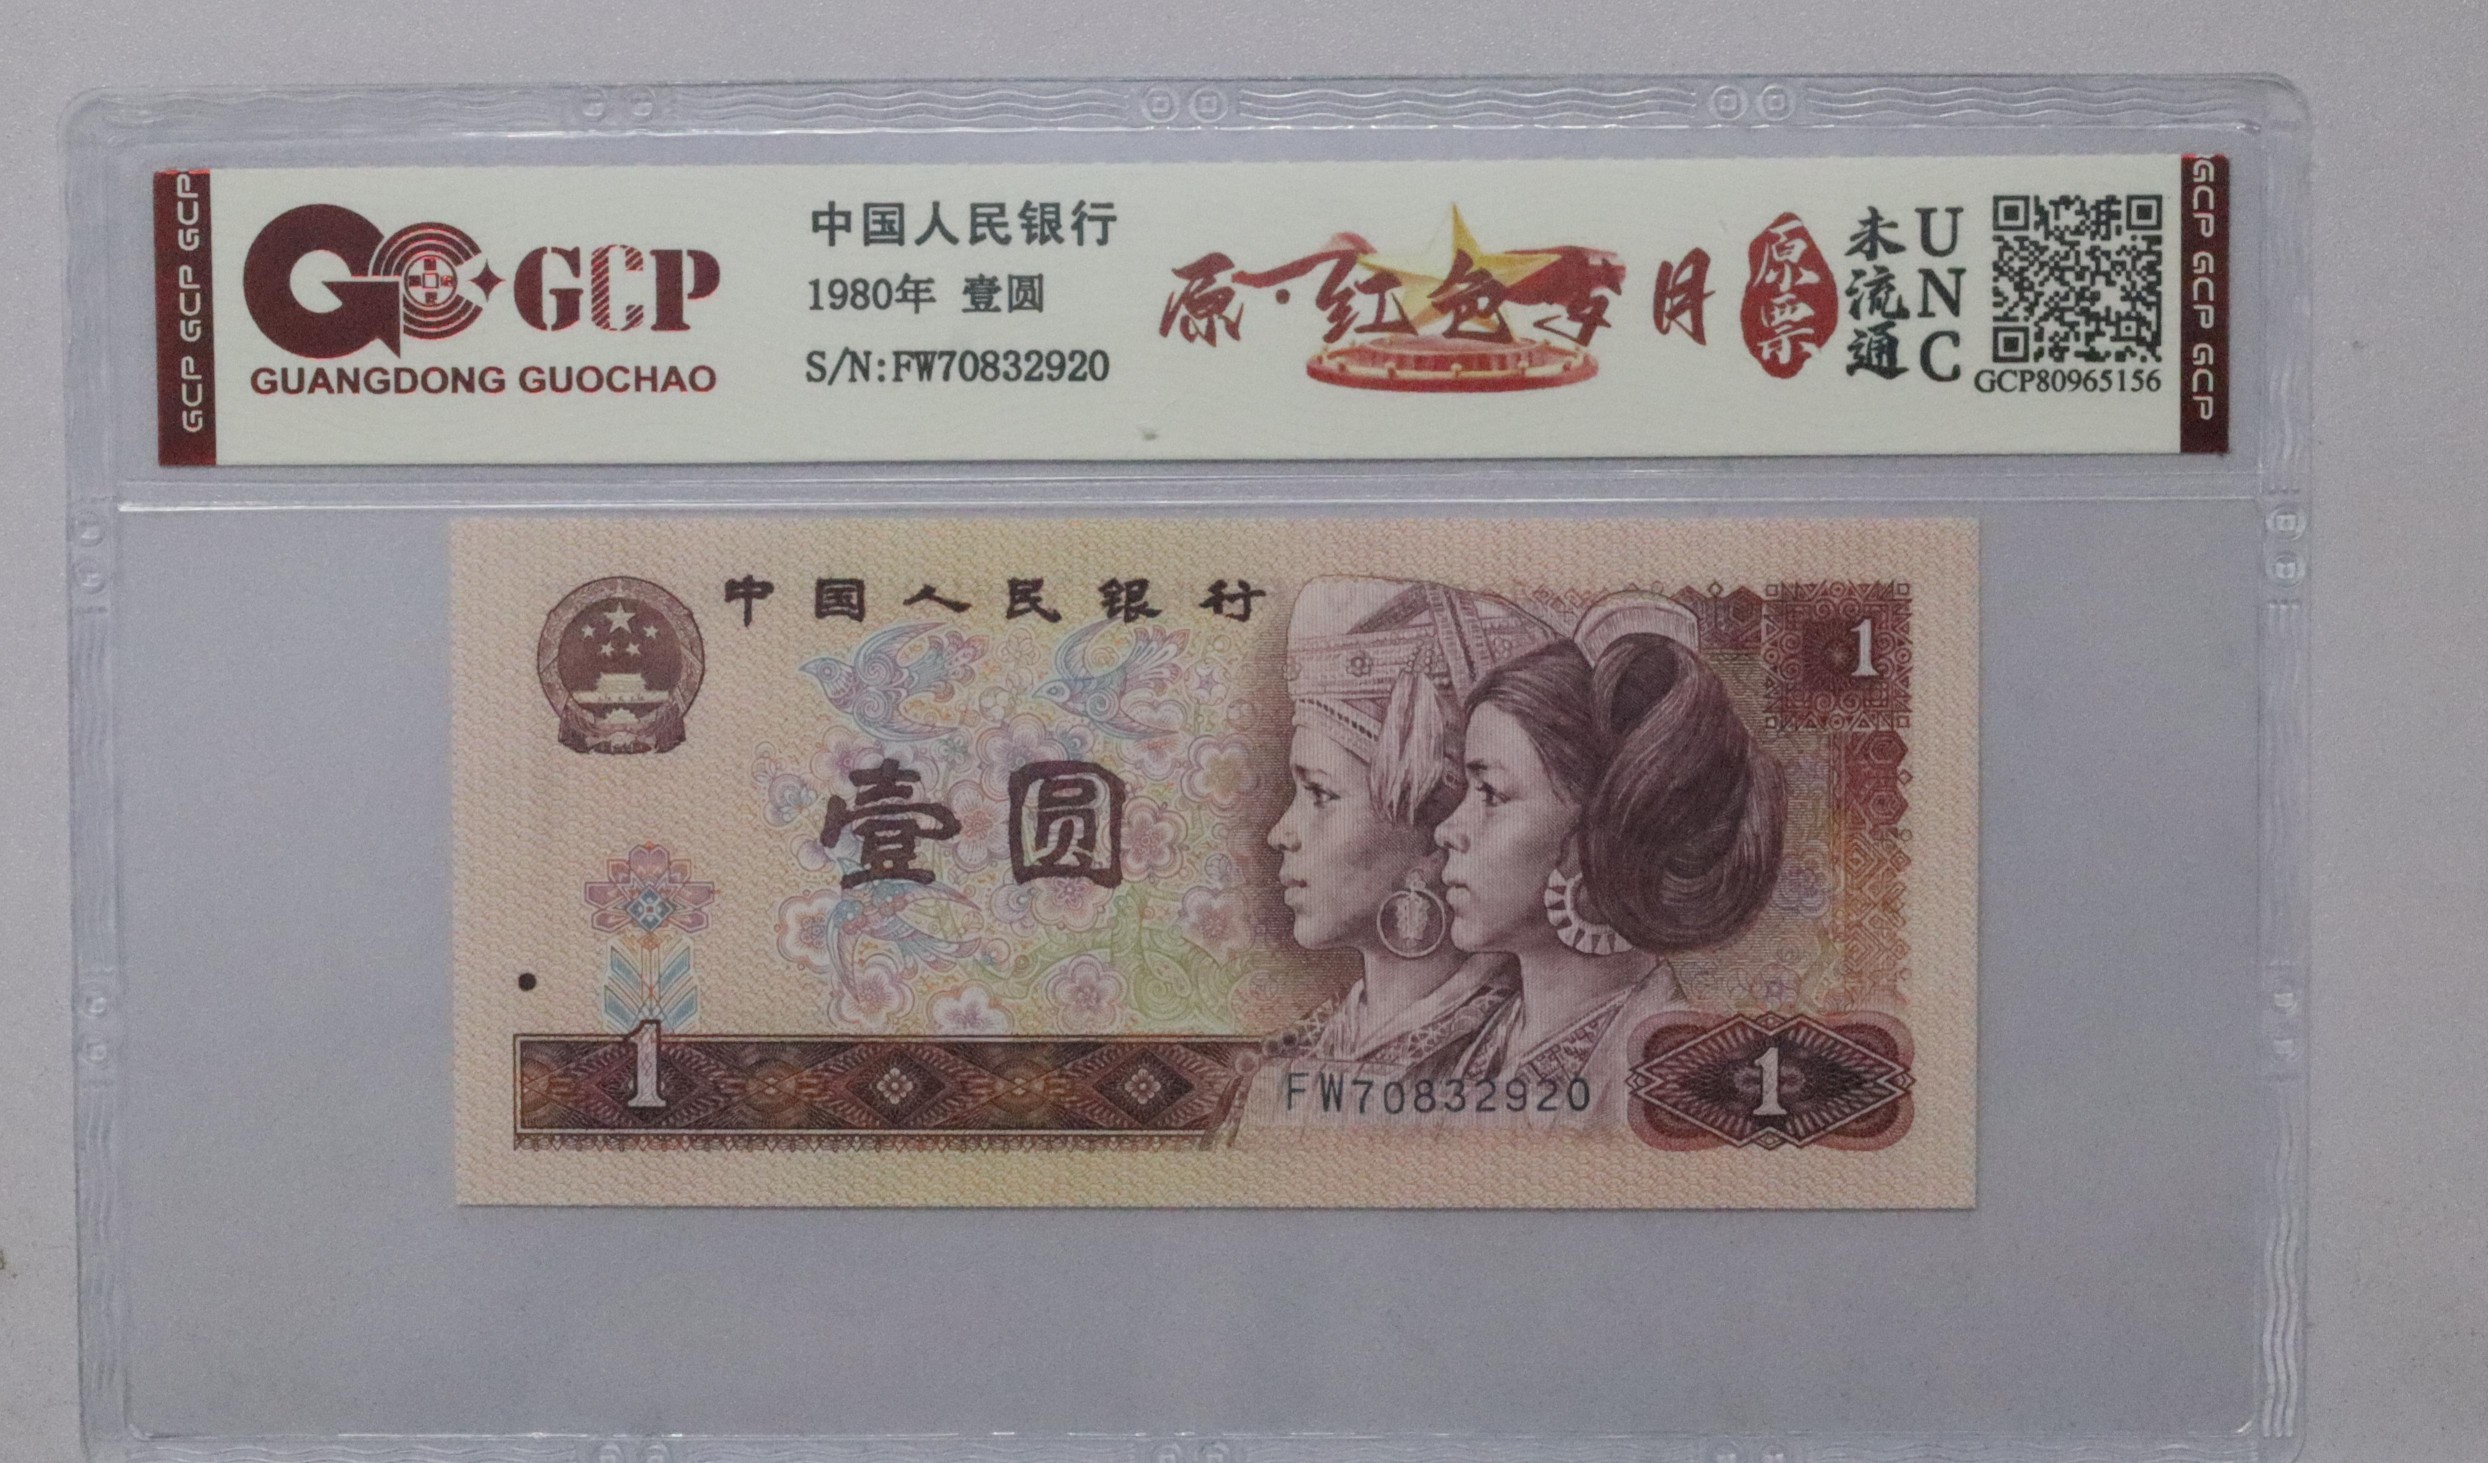 GCP GCP GCP
GCP
GUANGDONG GUOCHAO
中国人民银行
1980年 壹圆
S/N:FW70832920
原·红色岁月
原票
未流通
UNC
GCP80965156
GCP GCP GCP
中国人民银行
1
壹圆
1
FW70832920
1